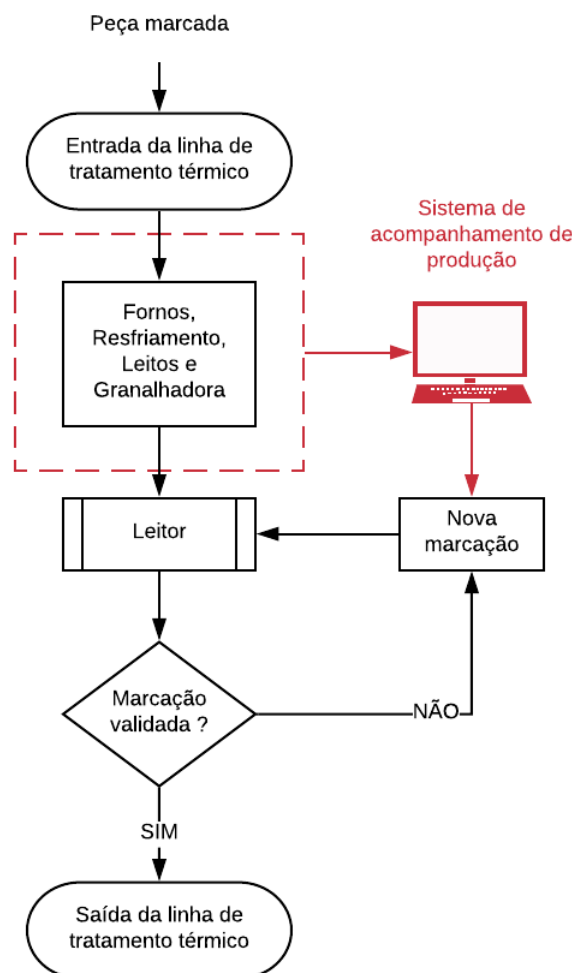 Peça marcada
Entrada da linha de
tratamento térmico
Sistema de
acompanhamento de
produção
Fornos,
Resfriamento,
Leitos e
Granalhadora
Leitor
Nova
marcação
Marcação
validada ?
NÃO
SIM
Saída da linha de
tratamento térmico